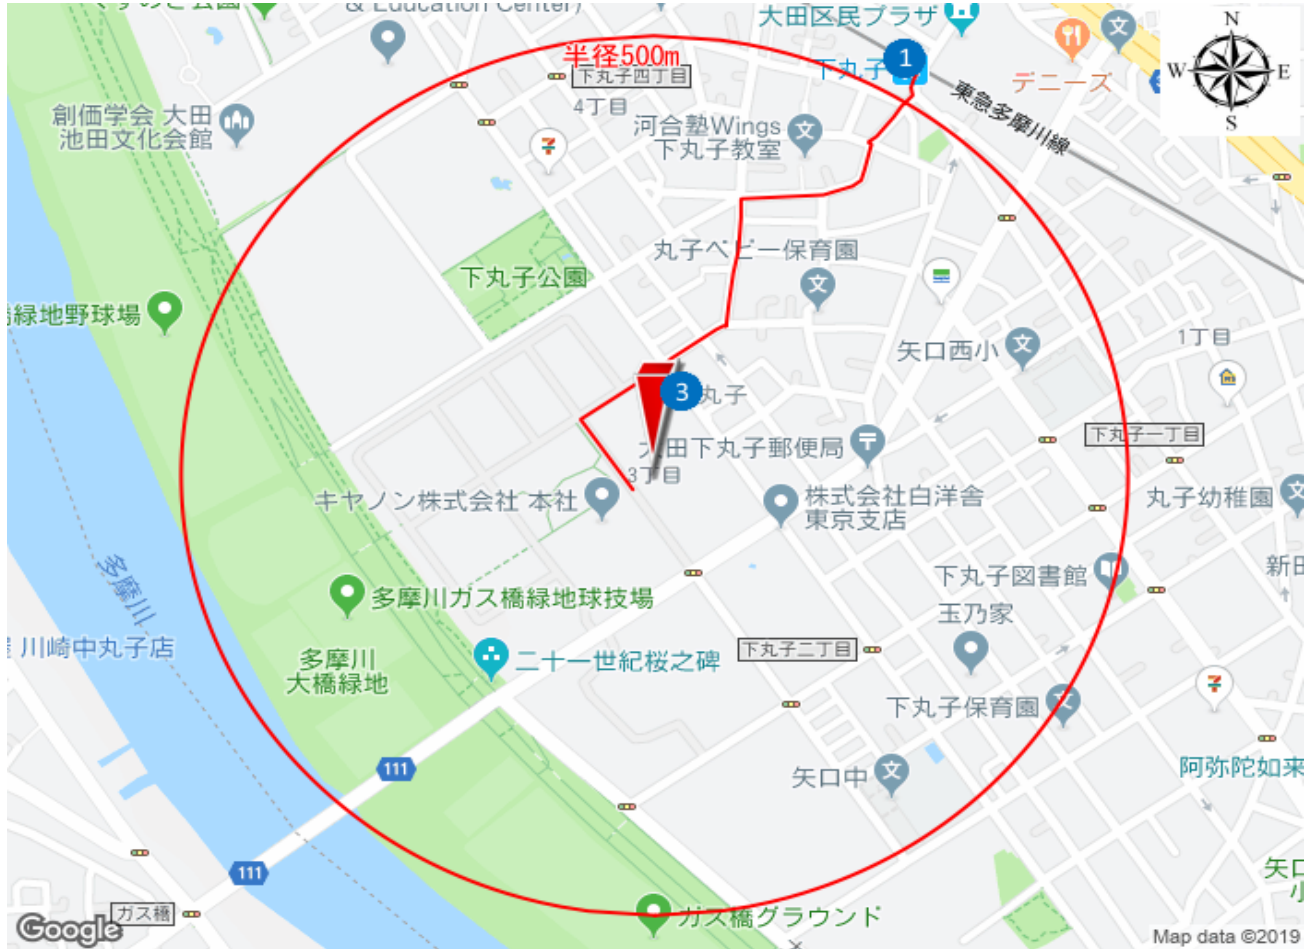 & Education Center)
大田区民プラザ
半径500m
下丸子
1
N
W
E
S
デニーズ
下丸子四丁目
4丁目
東急多摩川線
創価学会 大田
池田文化会館
河合塾Wings
下丸子教室
丸子ベビー保育園
下丸子公園
緑地野球場
矢口西小
1丁目
3
丸子
下丸子一丁目
大田下丸子郵便局
3丁目
キヤノン株式会社 本社
株式会社白洋舎
東京支店
丸子幼稚園
多摩川
下丸子図書館
新田
多摩川ガス橋緑地球技場
玉乃家
川崎中丸子店
多摩川
大橋緑地
二十一世紀桜之碑
下丸子二丁目
下丸子保育園
111
矢口中
阿弥陀如来
111
矢口
小
ガス橋
ガス橋グラウンド
Google
Map data ©2019